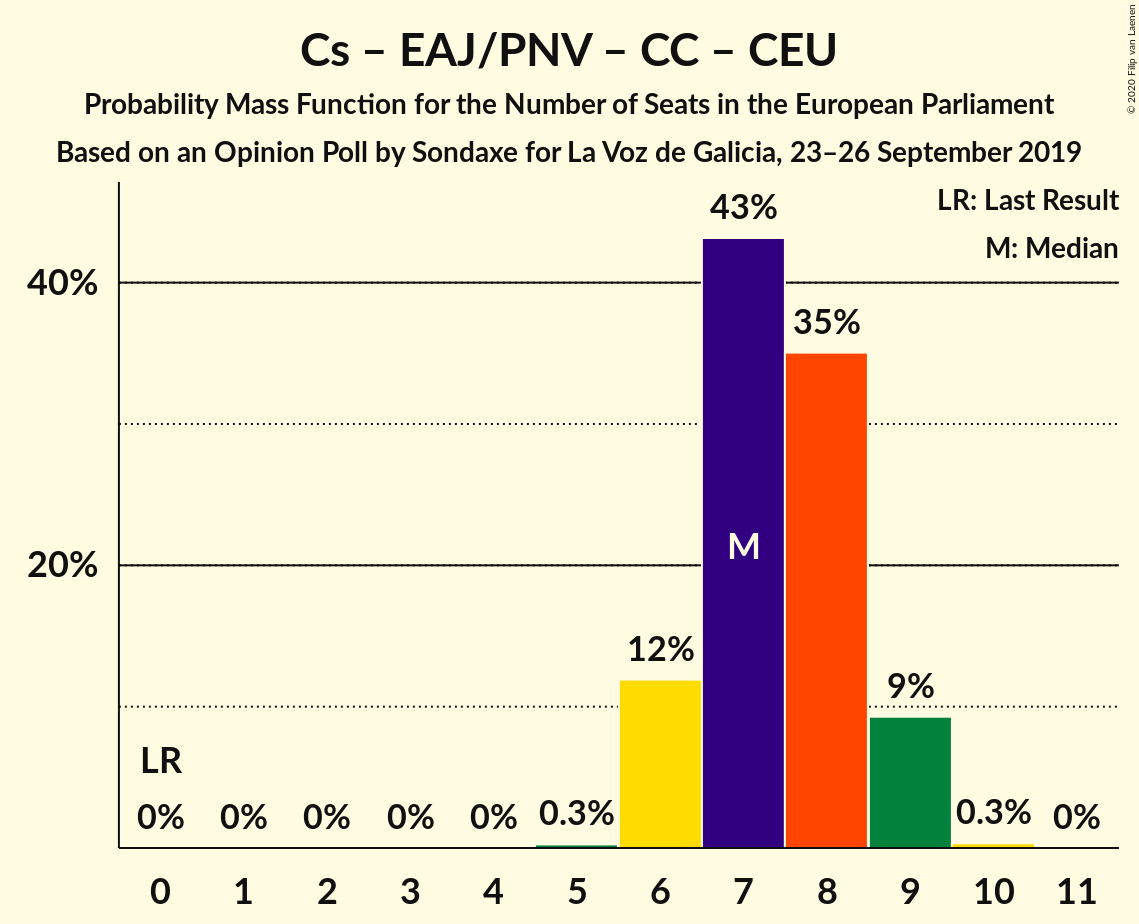 Cs – EAJ/PNV – CC – CEU
Probability Mass Function for the Number of Seats in the European Parliament
Based on an Opinion Poll by Sondaxe for La Voz de Galicia, 23–26 September 2019
© 2020 Filip van Laenen
LR: Last Result
M: Median
43%
40%
35%
M
20%
12%
9%
LR
0% 0% 0% 0% 0% 0.3% 0.3% 0%
0 1 2 3 4 5 6 7 8 9 10 11